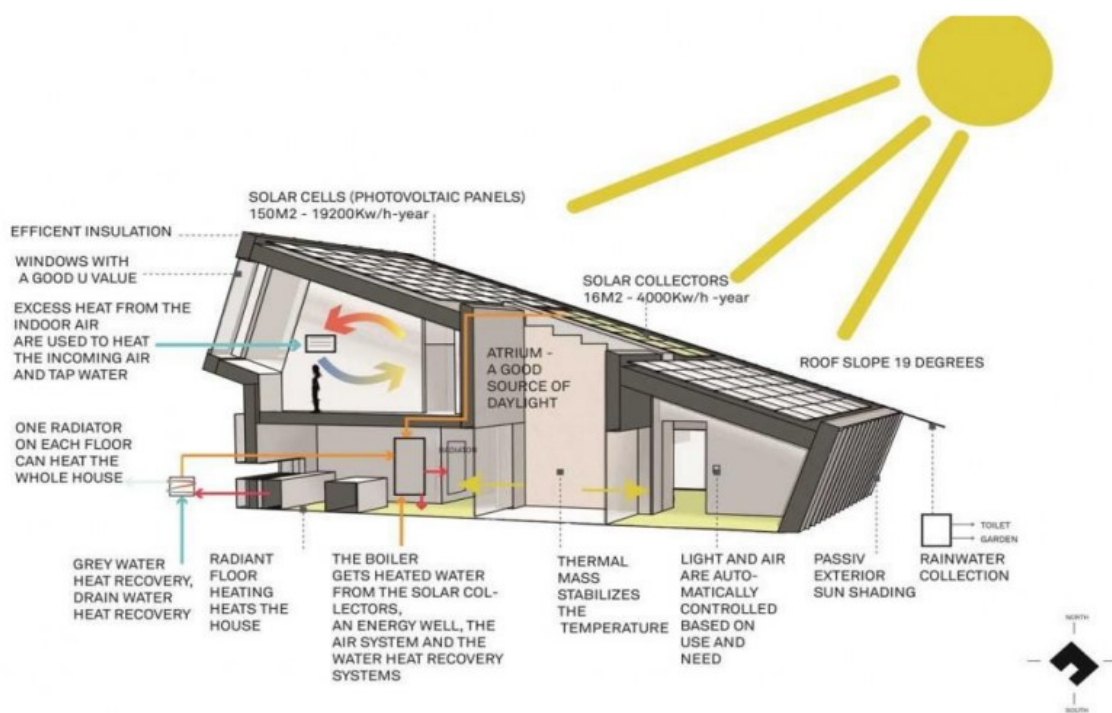 SOLAR CELLS (PHOTOVOLTAIC PANELS)
150M2 - 19200Kw/h-year
EFFICENT INSULATION
WINDOWS WITH
A GOOD U VALUE
EXCESS HEAT FROM THE
INDOOR AIR
ARE USED TO HEAT
THE INCOMING AIR
AND TAP WATER
SOLAR COLLECTORS
16M2 - 4000Kw/h -year
ROOF SLOPE 19 DEGREES
ATRIUM -
A GOOD
SOURCE OF
DAYLIGHT
ONE RADIATOR
ON EACH FLOOR
CAN HEAT THE
WHOLE HOUSE
GREY WATER
HEAT RECOVERY,
DRAIN WATER
HEAT RECOVERY
RADIANT
FLOOR
HEATING
HEATS THE
HOUSE
THE BOILER
GETS HEATED WATER
FROM THE SOLAR COL-
LECTORS,
AN ENERGY WELL, THE
AIR SYSTEM AND THE
WATER HEAT RECOVERY
SYSTEMS
THERMAL
MASS
STABILIZES
THE
TEMPERATURE
LIGHT AND AIR
ARE AUTO-
MATICALLY
CONTROLLED
BASED ON
USE AND
NEED
PASSIV
EXTERIOR
SUN SHADING
TOILET
GARDEN
RAINWATER
COLLECTION
NORTH
SOUTH